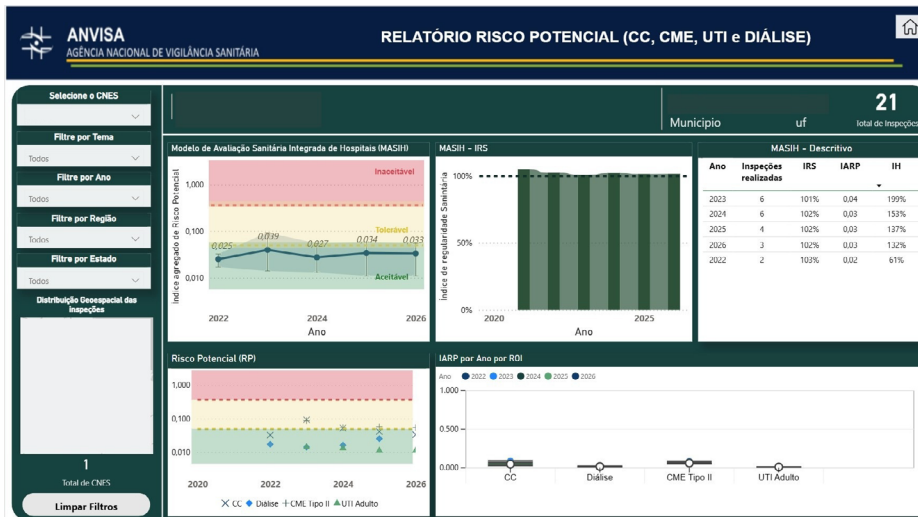 ANVISA
AGÊNCIA NACIONAL DE VIGILÂNCIA SANITÁRIA
RELATÓRIO RISCO POTENCIAL (CC, CME, UTI e DIÁLISE)
Selecione o CNES
Filtre por Tema
Todos
Filtre por Ano
Todos
Filtre por Região
Todos
Filtre por Estado
Todos
Distribuição Geoespacial das
inspeções
1
Total de CNES
Limpar Filtros
Municipio uf
21
Total de Inspeções
Modelo de Avaliação Sanitária Integrada de Hospitais (MASIH)
Índice agregado de Risco Potencial
1,000
0,100
0,010
Inaceitável
Tolerável
Aceitável
0,025 0,039 0,027 0,034 0,033
2022 2024 2026
Ano
MASIH - IRS
Índice de regularidade Sanintária
100%
50%
0%
2020 2025
Ano
MASIH - Descritivo
Ano Inspeções realizadas IRS IARP IH
2023 6 101% 0,04 199%
2024 6 102% 0,03 153%
2025 4 102% 0,03 137%
2026 3 102% 0,03 132%
2022 2 103% 0,02 61%
Risco Potencial (RP)
1,000
0,100
0,010
2020 2022 2024 2026
CC Diálise CME Tipo II UTI Adulto
IARP por Ano por ROI
Ano 2022 2023 2024 2025 2026
1.000
0.500
0.000
CC Diálise CME Tipo II UTI Adulto